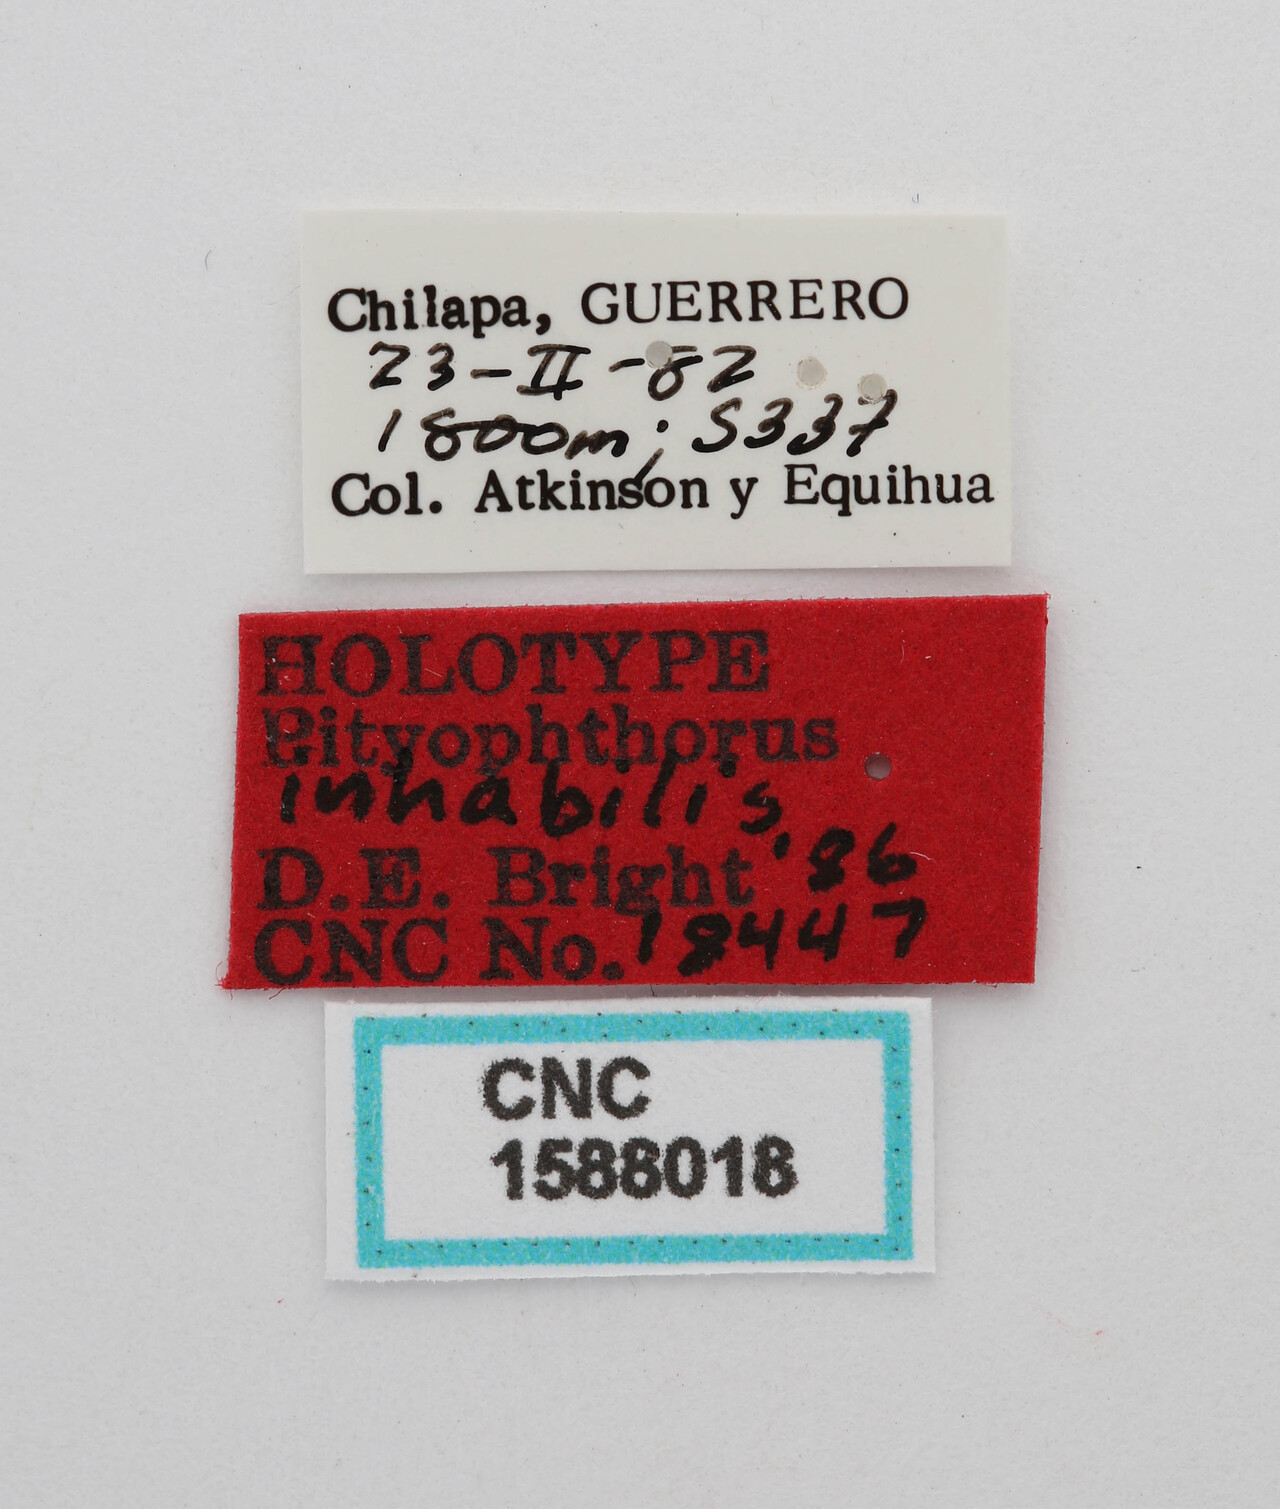 Chilapa, GUERRERO
23-II-82
1800m; S337
Col. Atkinson y Equihua
HOLOTYPE
Pityophthorus
inhabilis
D.E. Bright '86
CNC No. 18447
CNC
1588018